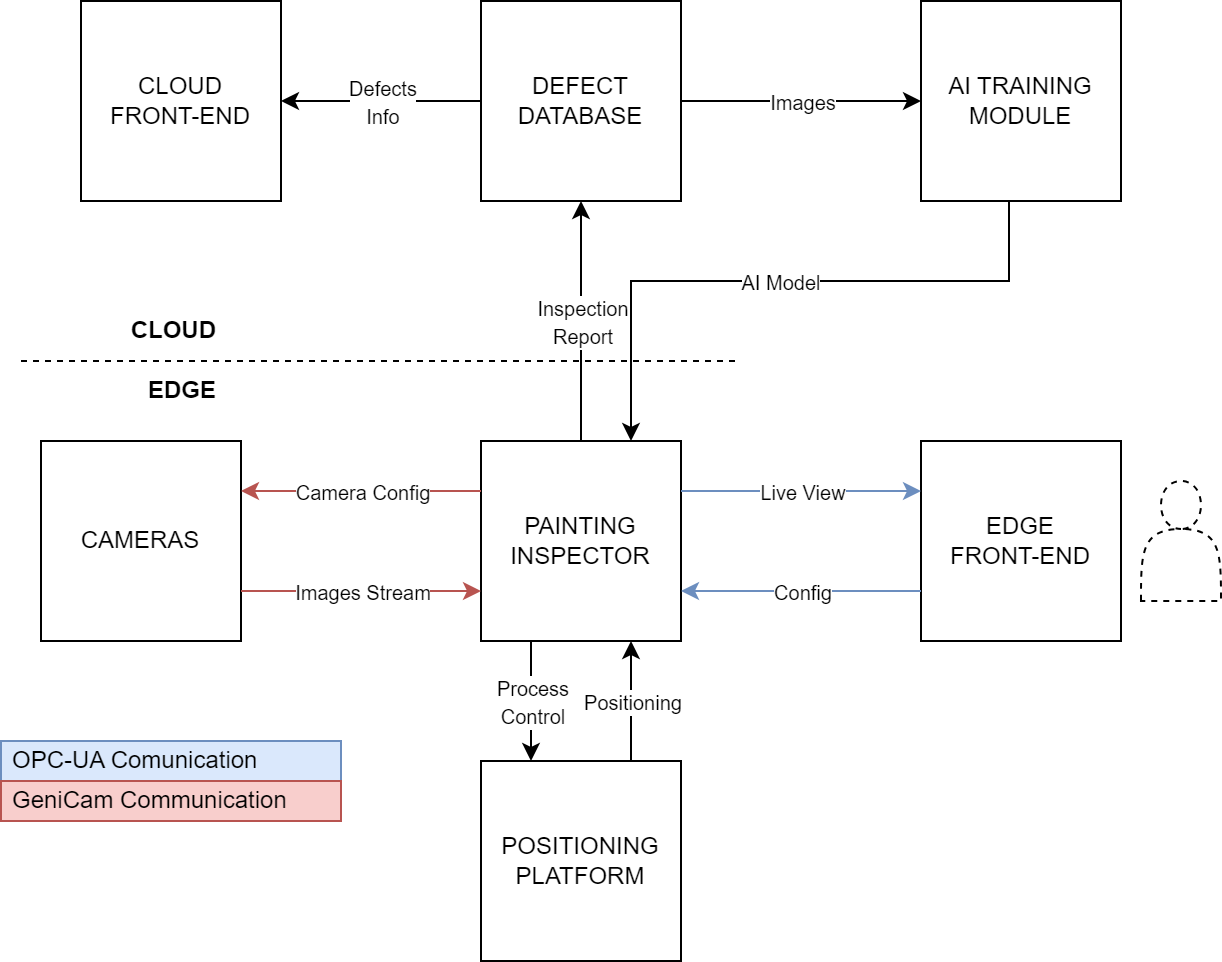 CLOUD
FRONT-END
Defects
Info
DEFECT
DATABASE
Images
AI TRAINING
MODULE
AI Model
Inspection
Report
CLOUD
EDGE
CAMERAS
Camera Config
Images Stream
PAINTING
INSPECTOR
Live View
Config
EDGE
FRONT-END
Process
Control
Positioning
OPC-UA Comunication
GeniCam Communication
POSITIONING
PLATFORM